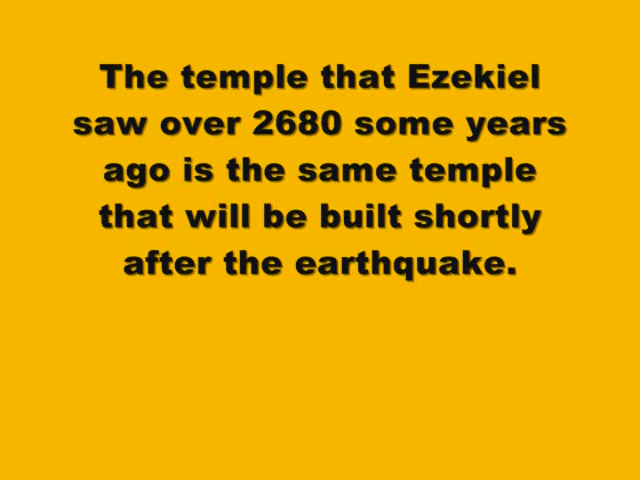 The temple that Ezekiel
saw over 2680 some years
ago is the same temple
that will be built shortly
after the earthquake.